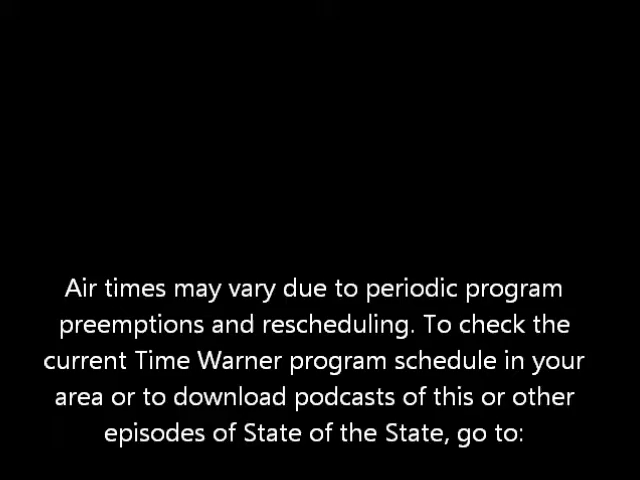 Air times may vary due to periodic program
preemptions and rescheduling. To check the
current Time Warner program schedule in your
area or to download podcasts of this or other
episodes of State of the State, go to: